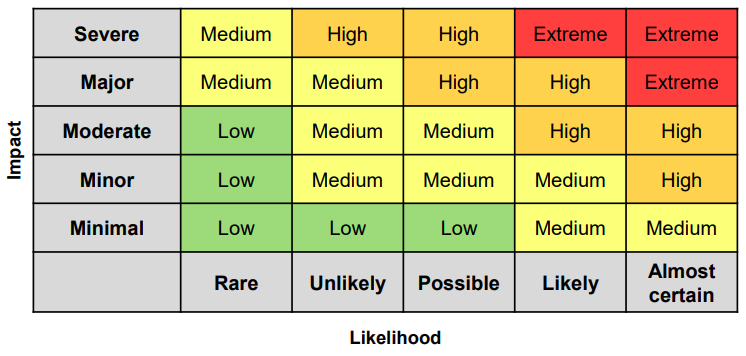 Severe Medium High High Extreme Extreme
Major Medium Medium High High Extreme
Impact
Moderate Low Medium Medium High High
Minor Low Medium Medium Medium High
Minimal Low Low Low Medium Medium
Rare Unlikely Possible Likely Almost
certain
Likelihood